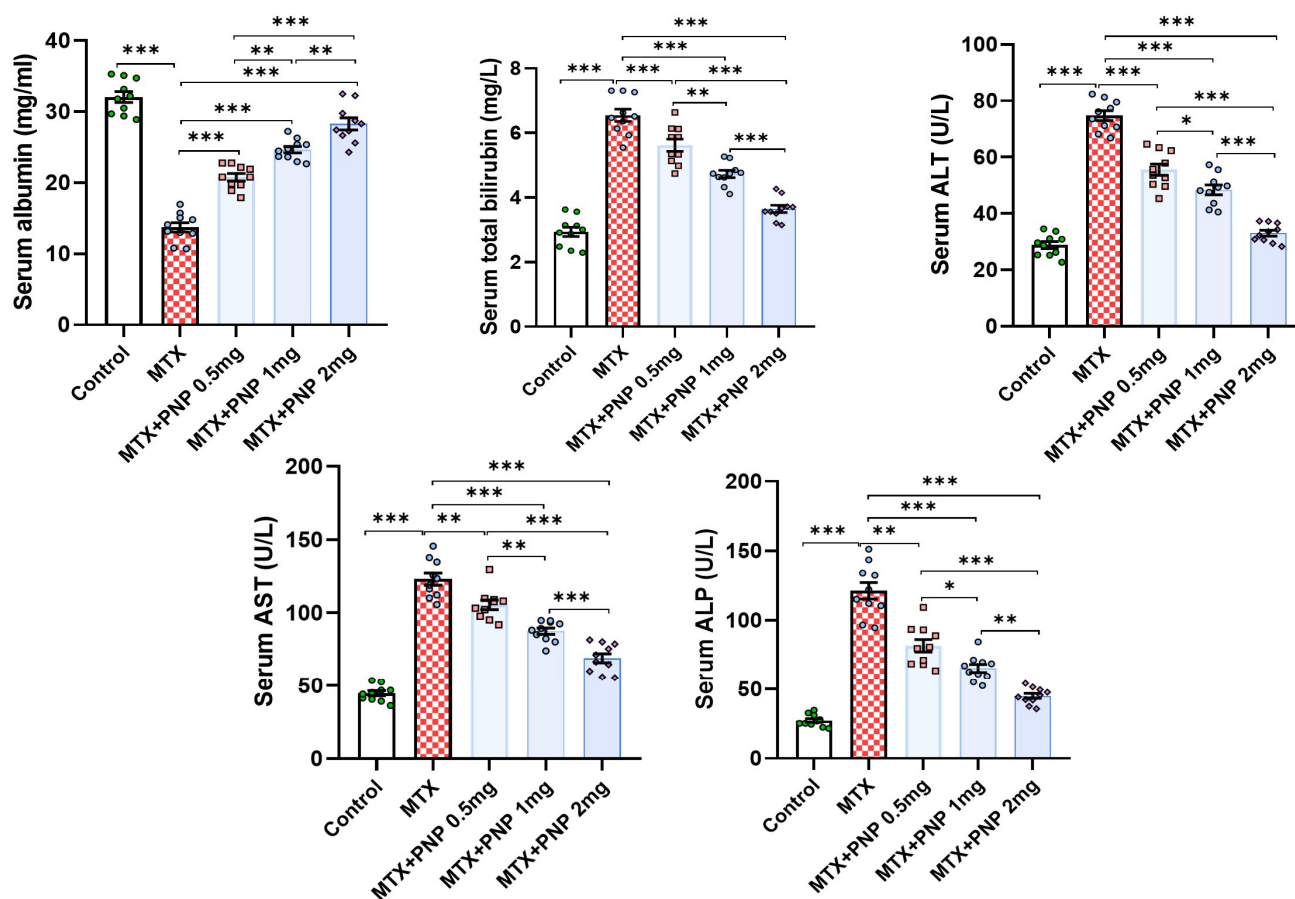 Serum albumin (mg/ml)
40
30
20
10
0
***
***
**
**
***
***
***
Control
MTX
MTX+PNP 0.5mg
MTX+PNP 1mg
MTX+PNP 2mg
Serum total bilirubin (mg/L)
8
6
4
2
0
***
***
***
***
***
**
***
Control
MTX
MTX+PNP 0.5mg
MTX+PNP 1mg
MTX+PNP 2mg
Serum ALT (U/L)
100
80
60
40
20
0
***
***
***
***
***
*
***
Control
MTX
MTX+PNP 0.5mg
MTX+PNP 1mg
MTX+PNP 2mg
Serum AST (U/L)
200
150
100
50
0
***
***
***
**
***
**
***
Control
MTX
MTX+PNP 0.5mg
MTX+PNP 1mg
MTX+PNP 2mg
Serum ALP (U/L)
200
150
100
50
0
***
***
***
**
***
*
**
Control
MTX
MTX+PNP 0.5mg
MTX+PNP 1mg
MTX+PNP 2mg